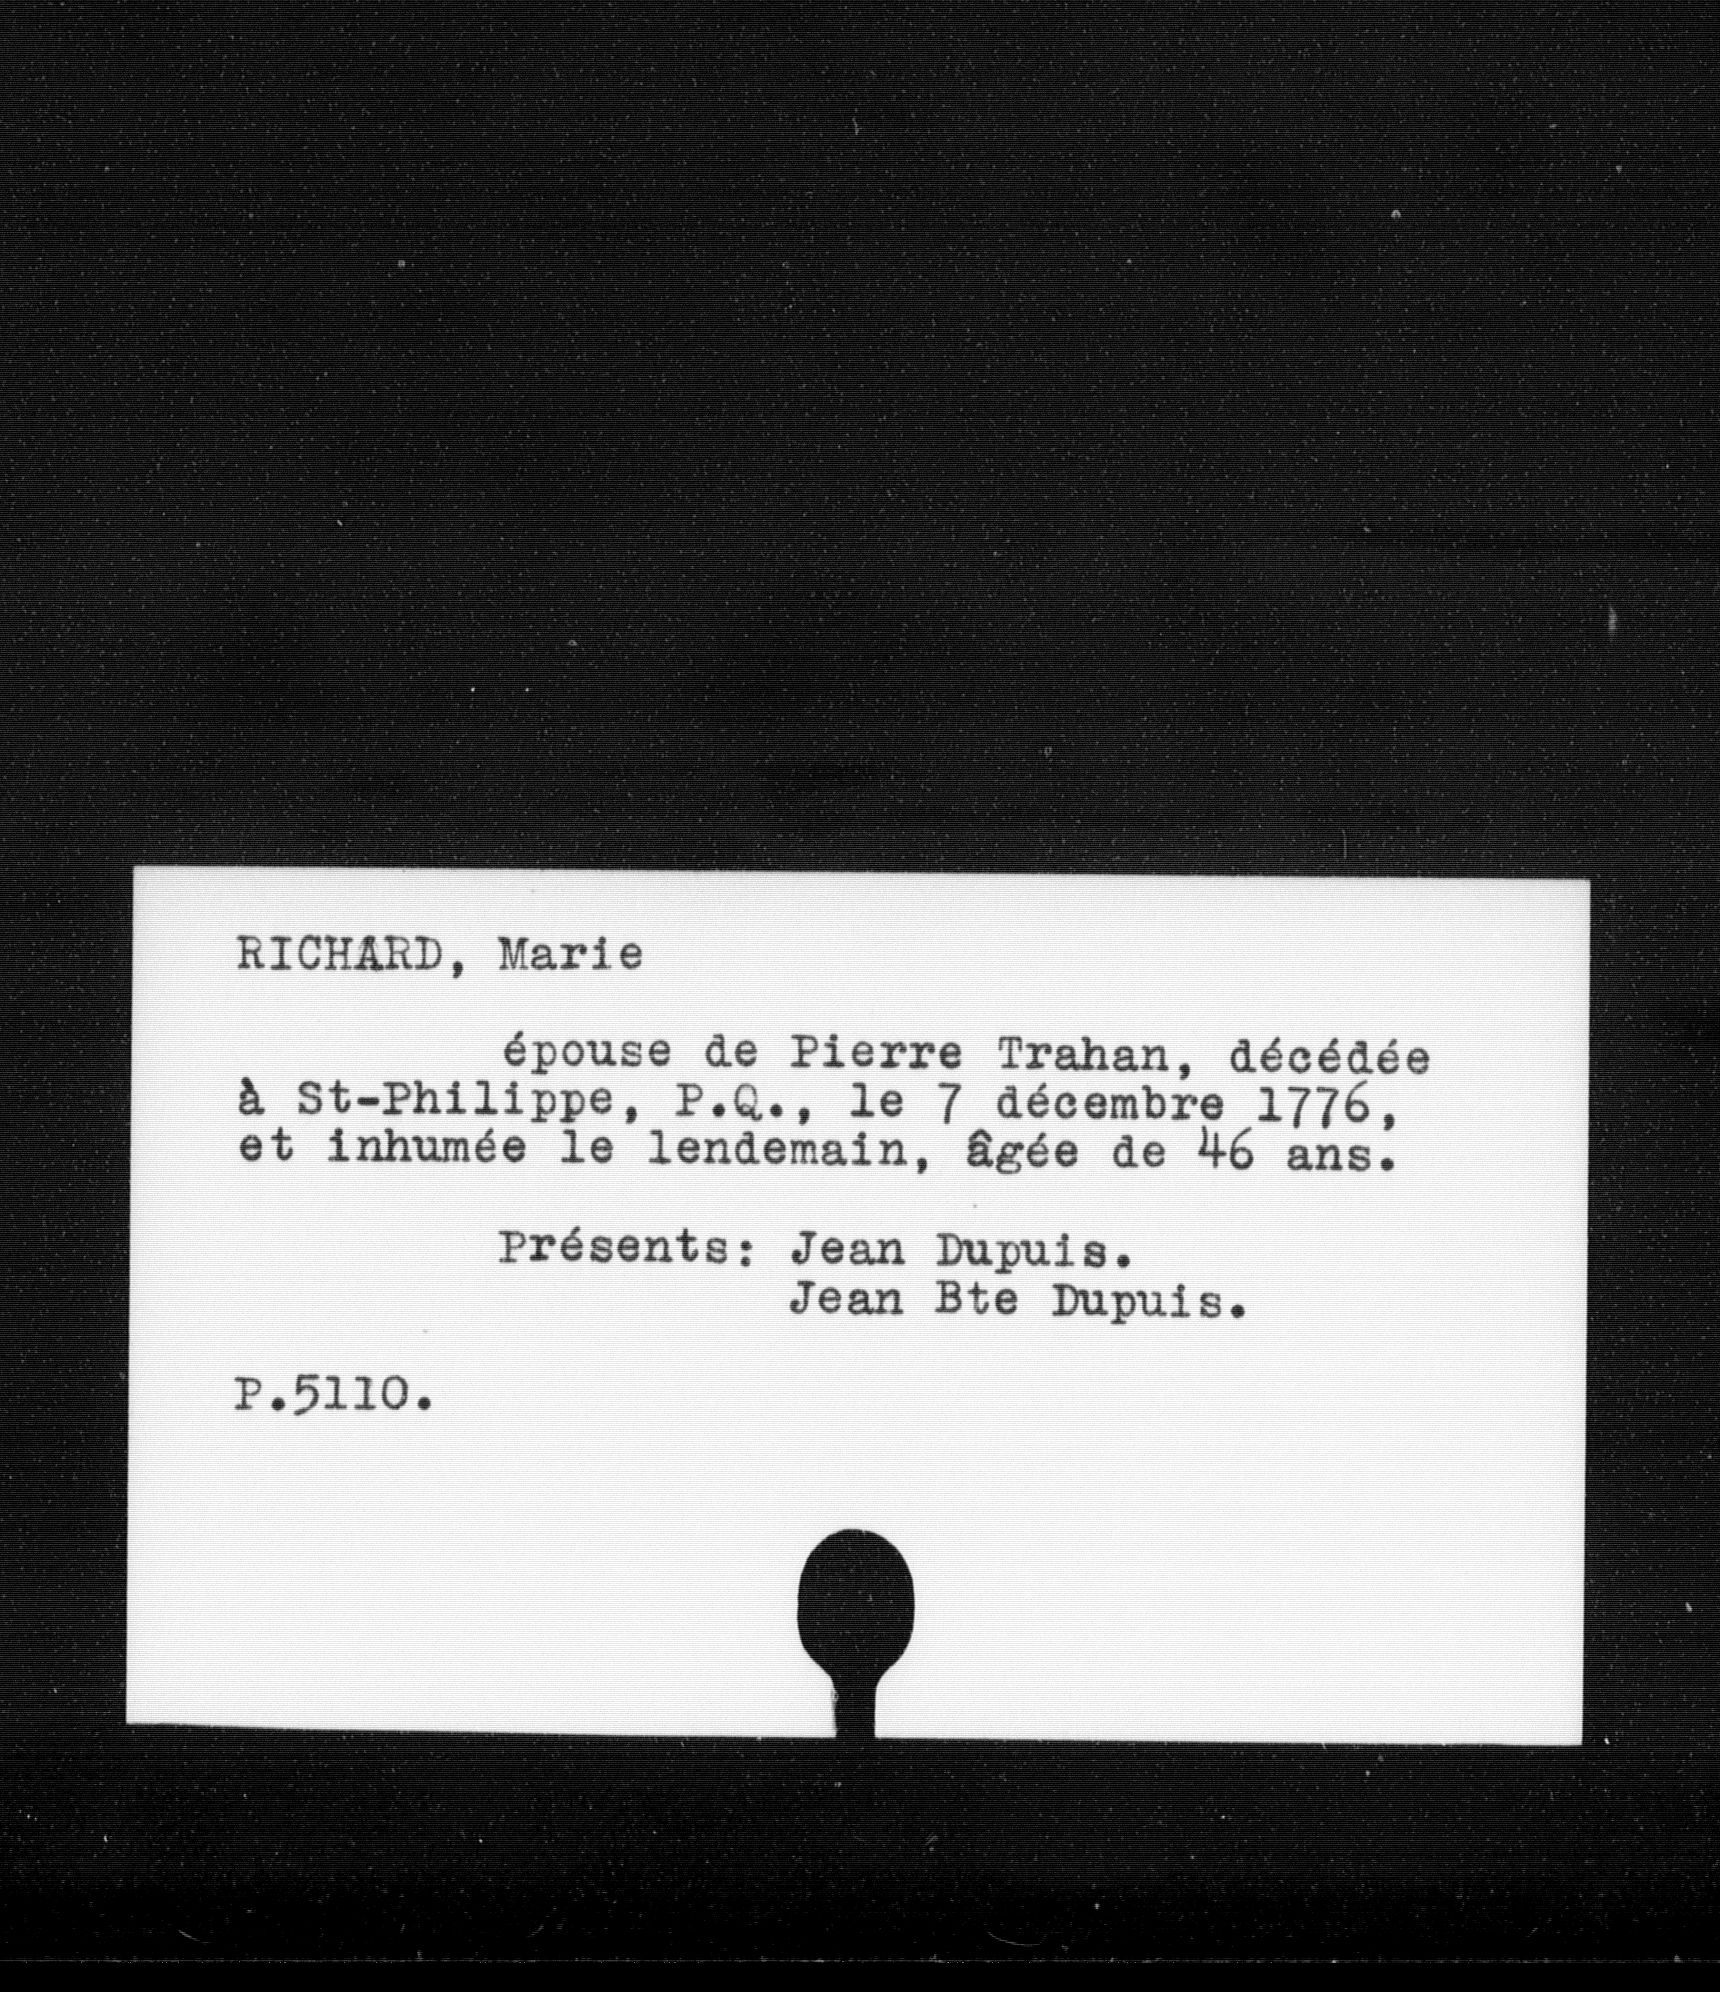 RICHARD, Marie
épouse de Pierre Trahan, décédée
à St-Philippe, P.Q., le 7 décembre 1776,
et inhumée le lendemain, âgée de 46 ans.
Présents: Jean Dupuis.
Jean Bte Dupuis.
P.5110.